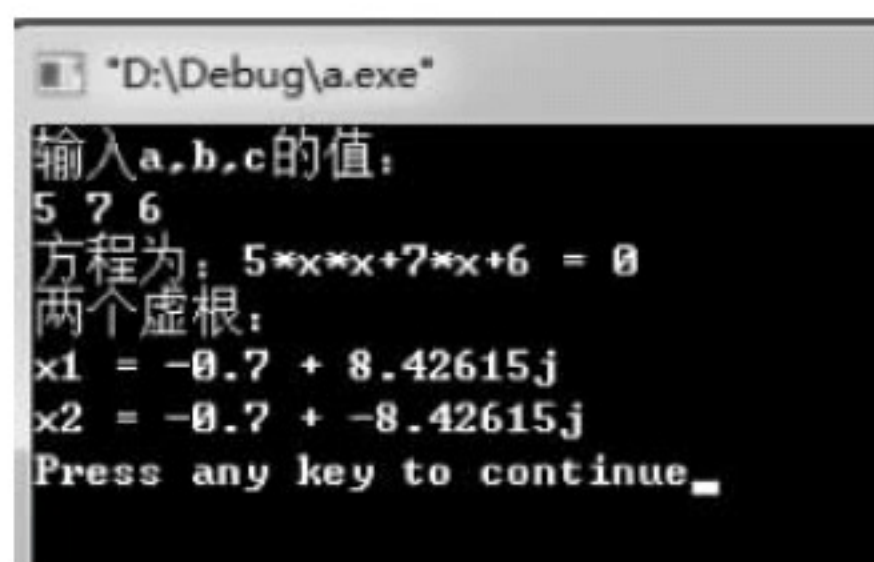 "D:\Debug\a.exe"
输入a,b,c的值：
5 7 6
方程为：5*x*x+7*x+6 = 0
两个虚根：
x1 = -0.7 + 8.42615j
x2 = -0.7 + -8.42615j
Press any key to continue_